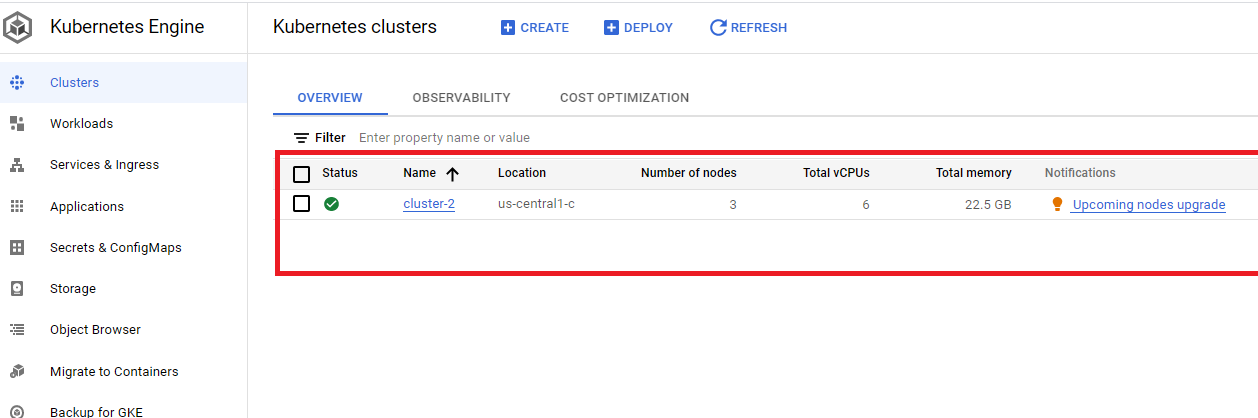 Kubernetes Engine
Kubernetes clusters
CREATE
DEPLOY
REFRESH
Clusters
Workloads
Services & Ingress
Applications
Secrets & ConfigMaps
Storage
Object Browser
Migrate to Containers
Backup for GKE
OVERVIEW OBSERVABILITY COST OPTIMIZATION
Filter Enter property name or value
Status Name Location Number of nodes Total vCPUs Total memory Notifications
cluster-2 us-central1-c 3 6 22.5 GB Upcoming nodes upgrade